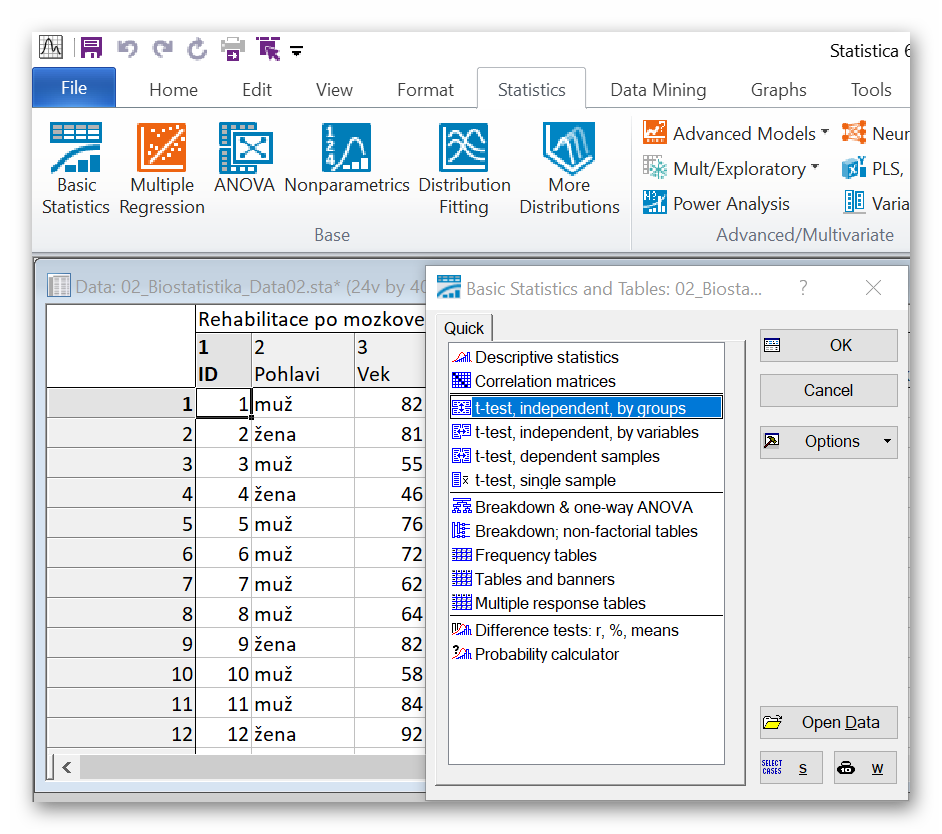 Statistica 6
File Home Edit View Format Statistics Data Mining Graphs Tools
Basic Statistics
Multiple Regression
ANOVA
Nonparametrics
Distribution Fitting
More Distributions
Base
Advanced Models
Mult/Exploratory
Power Analysis
Neur
PLS,
Varia
Advanced/Multivariate
Data: 02_Biostatistika_Data02.sta* (24v by 40
Rehabilitace po mozkove
1 2 3
ID Pohlavi Vek
1 1 muž 82
2 2 žena 81
3 3 muž 55
4 4 žena 46
5 5 muž 76
6 6 muž 72
7 7 muž 62
8 8 muž 64
9 9 žena 82
10 10 muž 58
11 11 muž 84
12 12 žena 92
Basic Statistics and Tables: 02_Biosta... ?
Quick
Descriptive statistics
Correlation matrices
t-test, independent, by groups
t-test, independent, by variables
t-test, dependent samples
t-test, single sample
Breakdown & one-way ANOVA
Breakdown; non-factorial tables
Frequency tables
Tables and banners
Multiple response tables
Difference tests: r, %, means
Probability calculator
OK
Cancel
Options
Open Data
SELECT CASES S
W